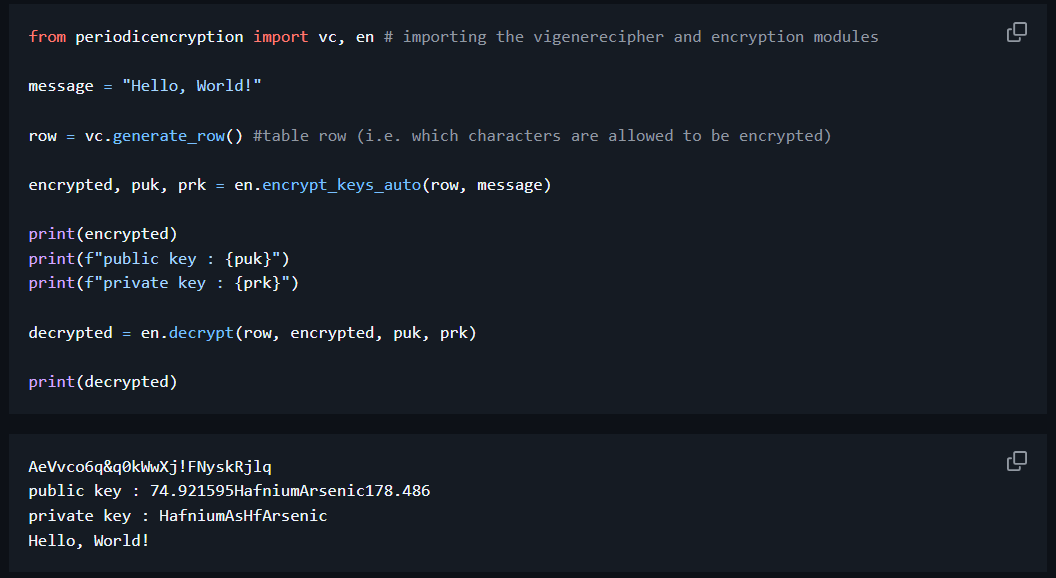 from periodicencryption import vc, en # importing the vigenerecipher and encryption modules
message = "Hello, World!"
row = vc.generate_row() #table row (i.e. which characters are allowed to be encrypted)
encrypted, puk, prk = en.encrypt_keys_auto(row, message)
print(encrypted)
print(f"public key : {puk}")
print(f"private key : {prk}")
decrypted = en.decrypt(row, encrypted, puk, prk)
print(decrypted)
AeVvco6q&q0kWwXj!FNyskRjlq
public key : 74.921595HafniumArsenic178.486
private key : HafniumAsHfArsenic
Hello, World!